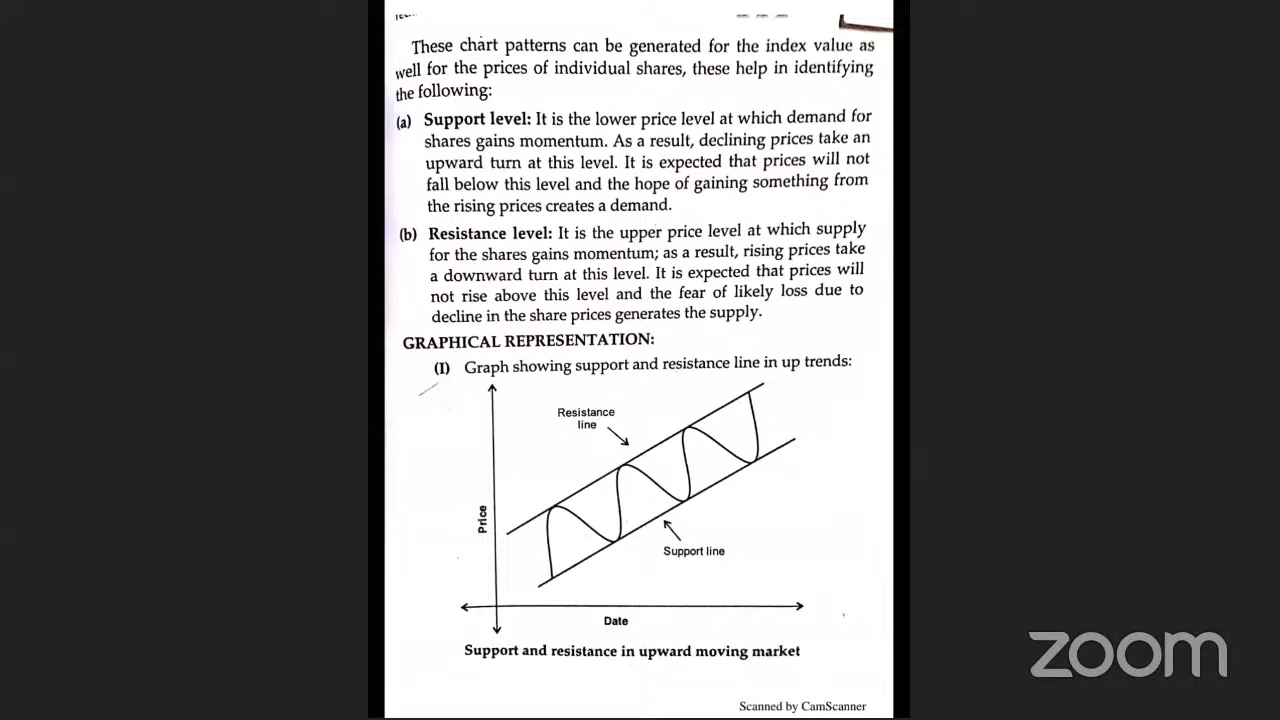 These chart patterns can be generated for the index value as
well for the prices of individual shares, these help in identifying
the following:
(a) Support level: It is the lower price level at which demand for
shares gains momentum. As a result, declining prices take an
upward turn at this level. It is expected that prices will not
fall below this level and the hope of gaining something from
the rising prices creates a demand.
(b) Resistance level: It is the upper price level at which supply
for the shares gains momentum; as a result, rising prices take
a downward turn at this level. It is expected that prices will
not rise above this level and the fear of likely loss due to
decline in the share prices generates the supply.
GRAPHICAL REPRESENTATION:
(I) Graph showing support and resistance line in up trends:
Resistance
line
Price
Support line
Date
Support and resistance in upward moving market
zoom
Scanned by CamScanner